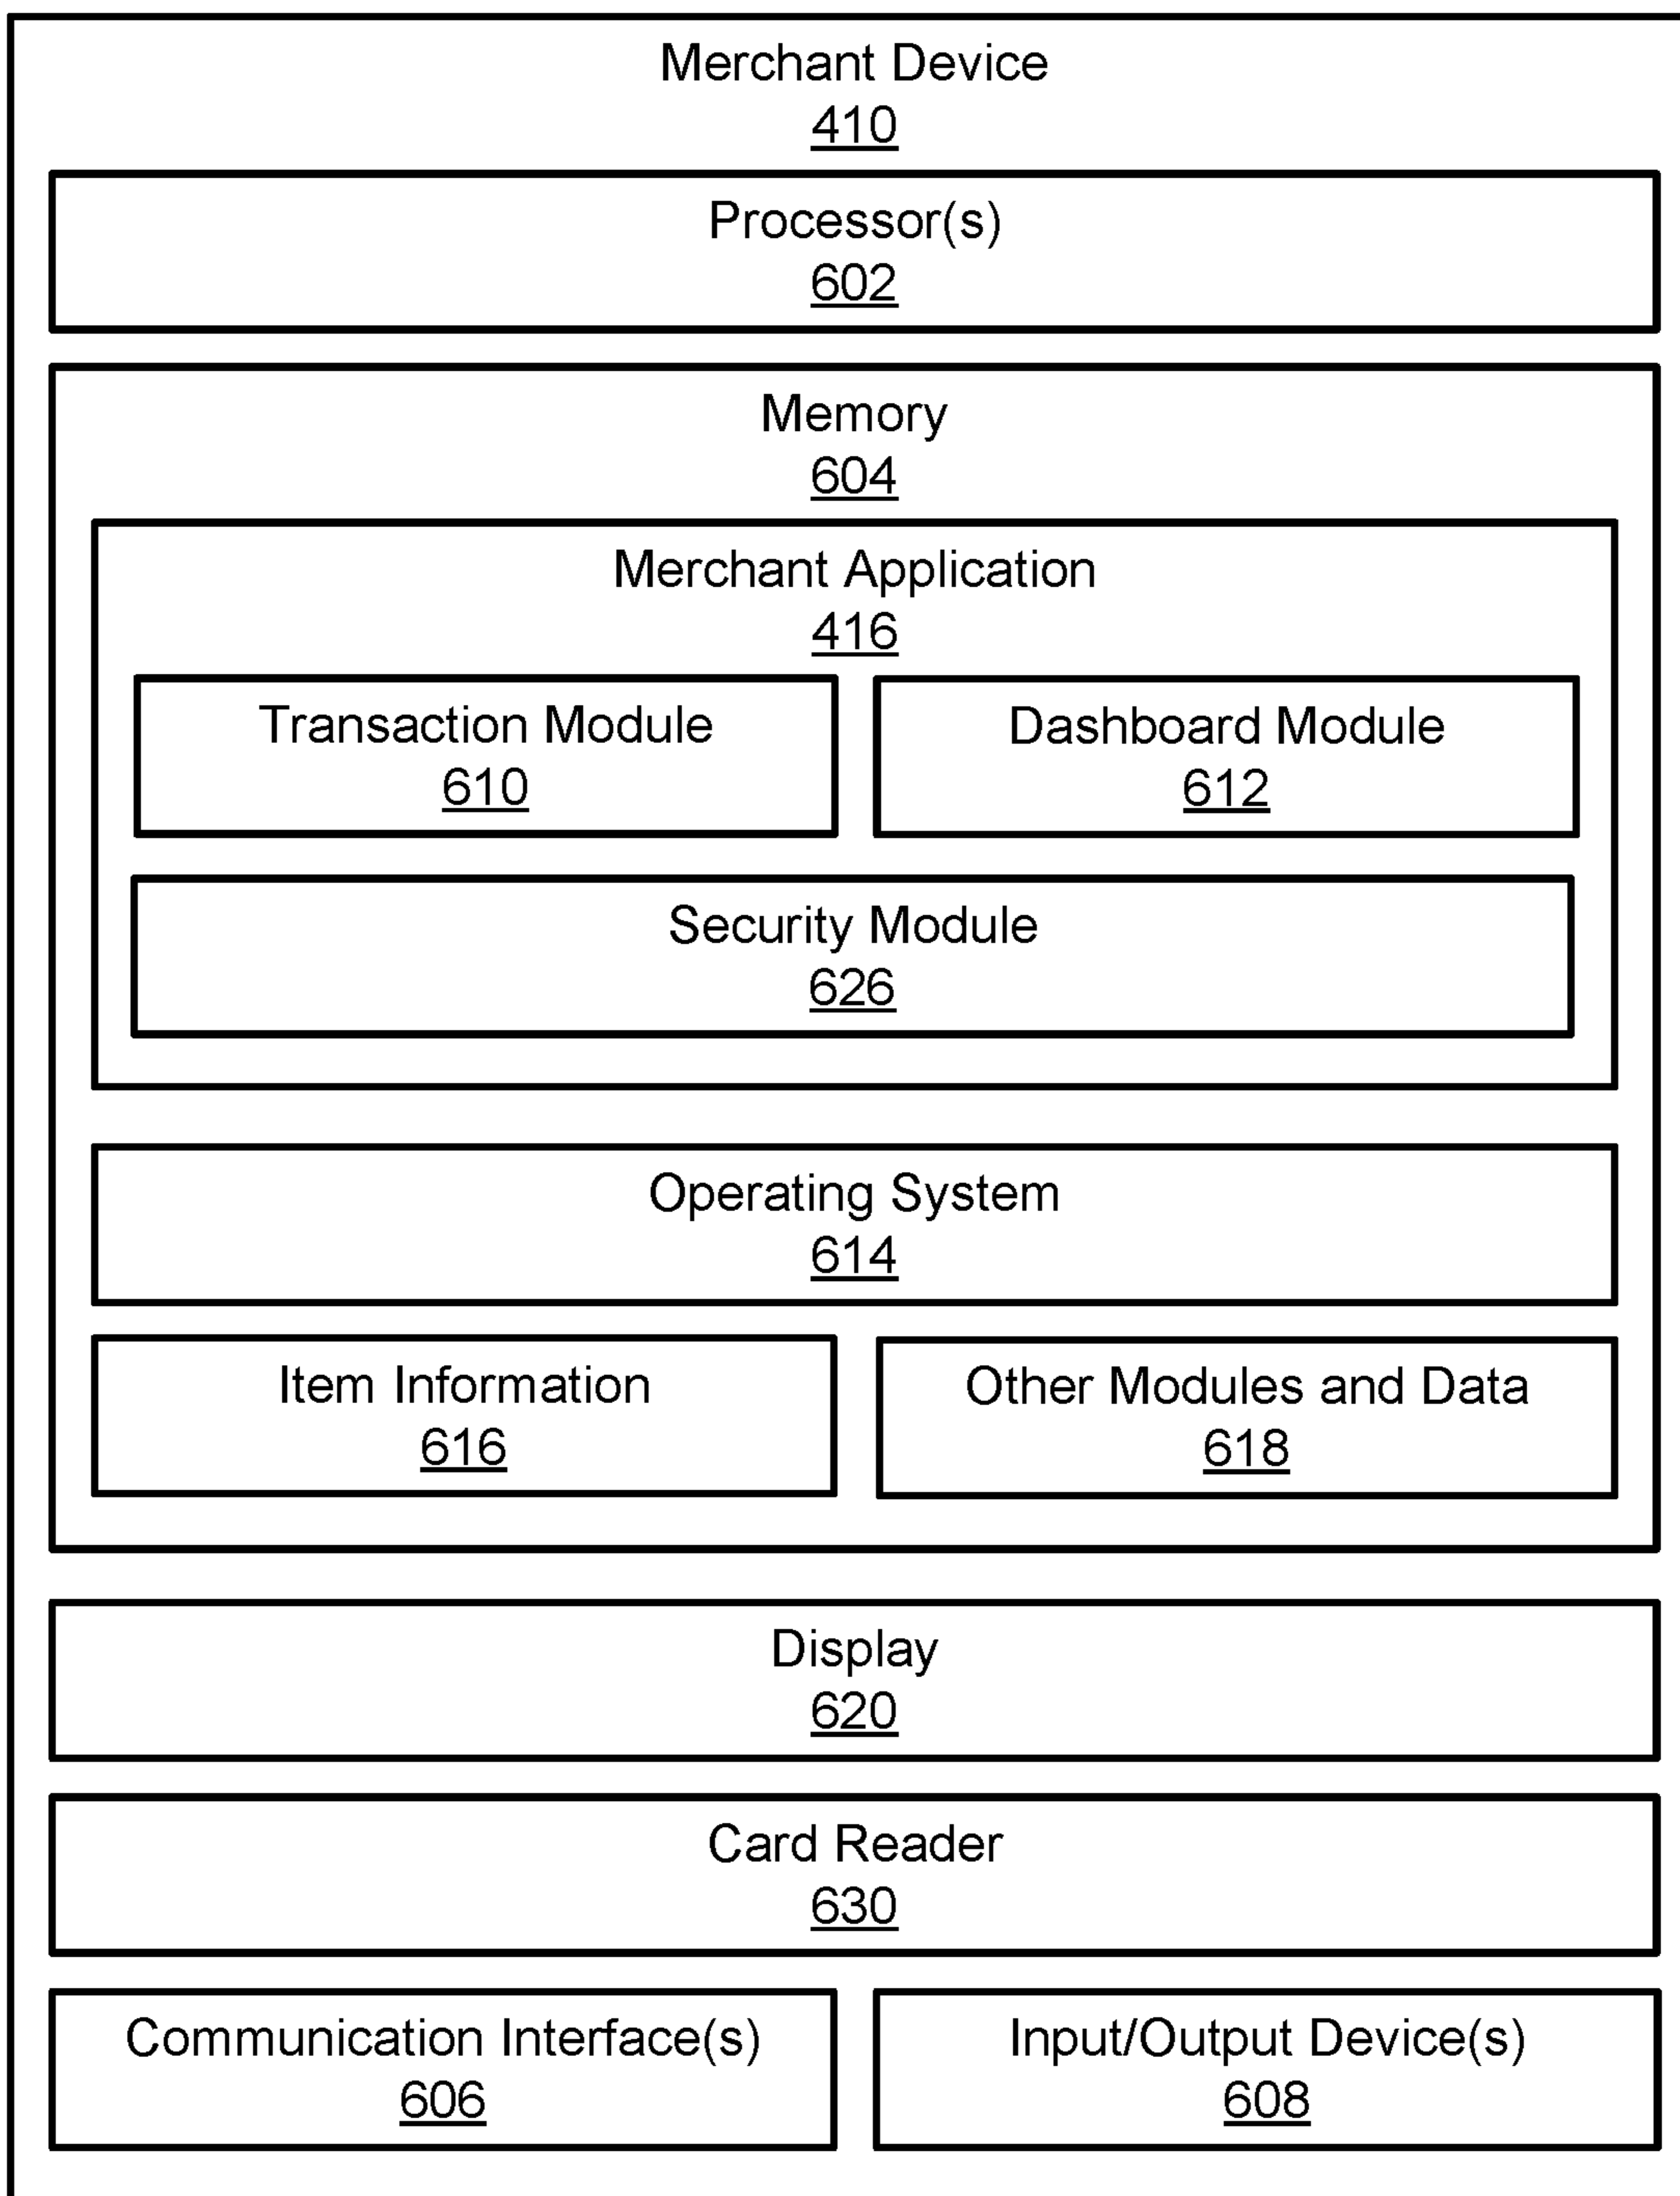 Merchant Device
410
Processor(s)
602
Memory
604
Merchant Application
416
Transaction Module
610
Dashboard Module
612
Security Module
626
Operating System
614
Item Information
616
Other Modules and Data
618
Display
620
Card Reader
630
Communication Interface(s)
606
Input/Output Device(s)
608